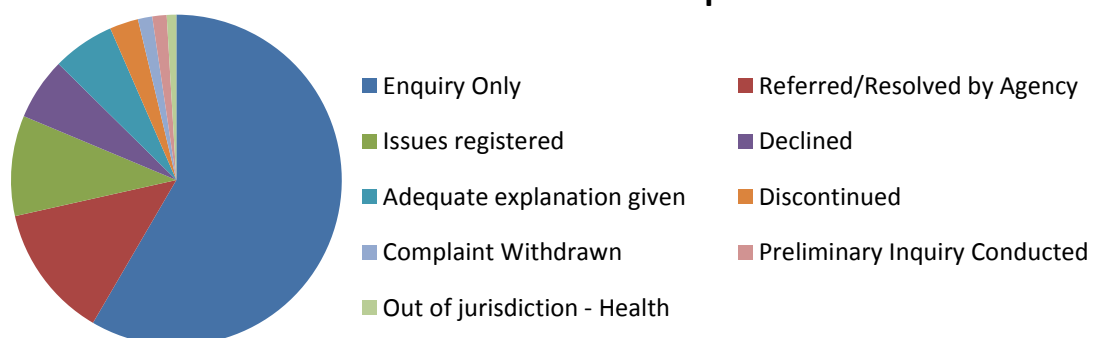 Enquiry Only
Referred/Resolved by Agency
Issues registered
Declined
Adequate explanation given
Discontinued
Complaint Withdrawn
Preliminary Inquiry Conducted
Out of jurisdiction - Health